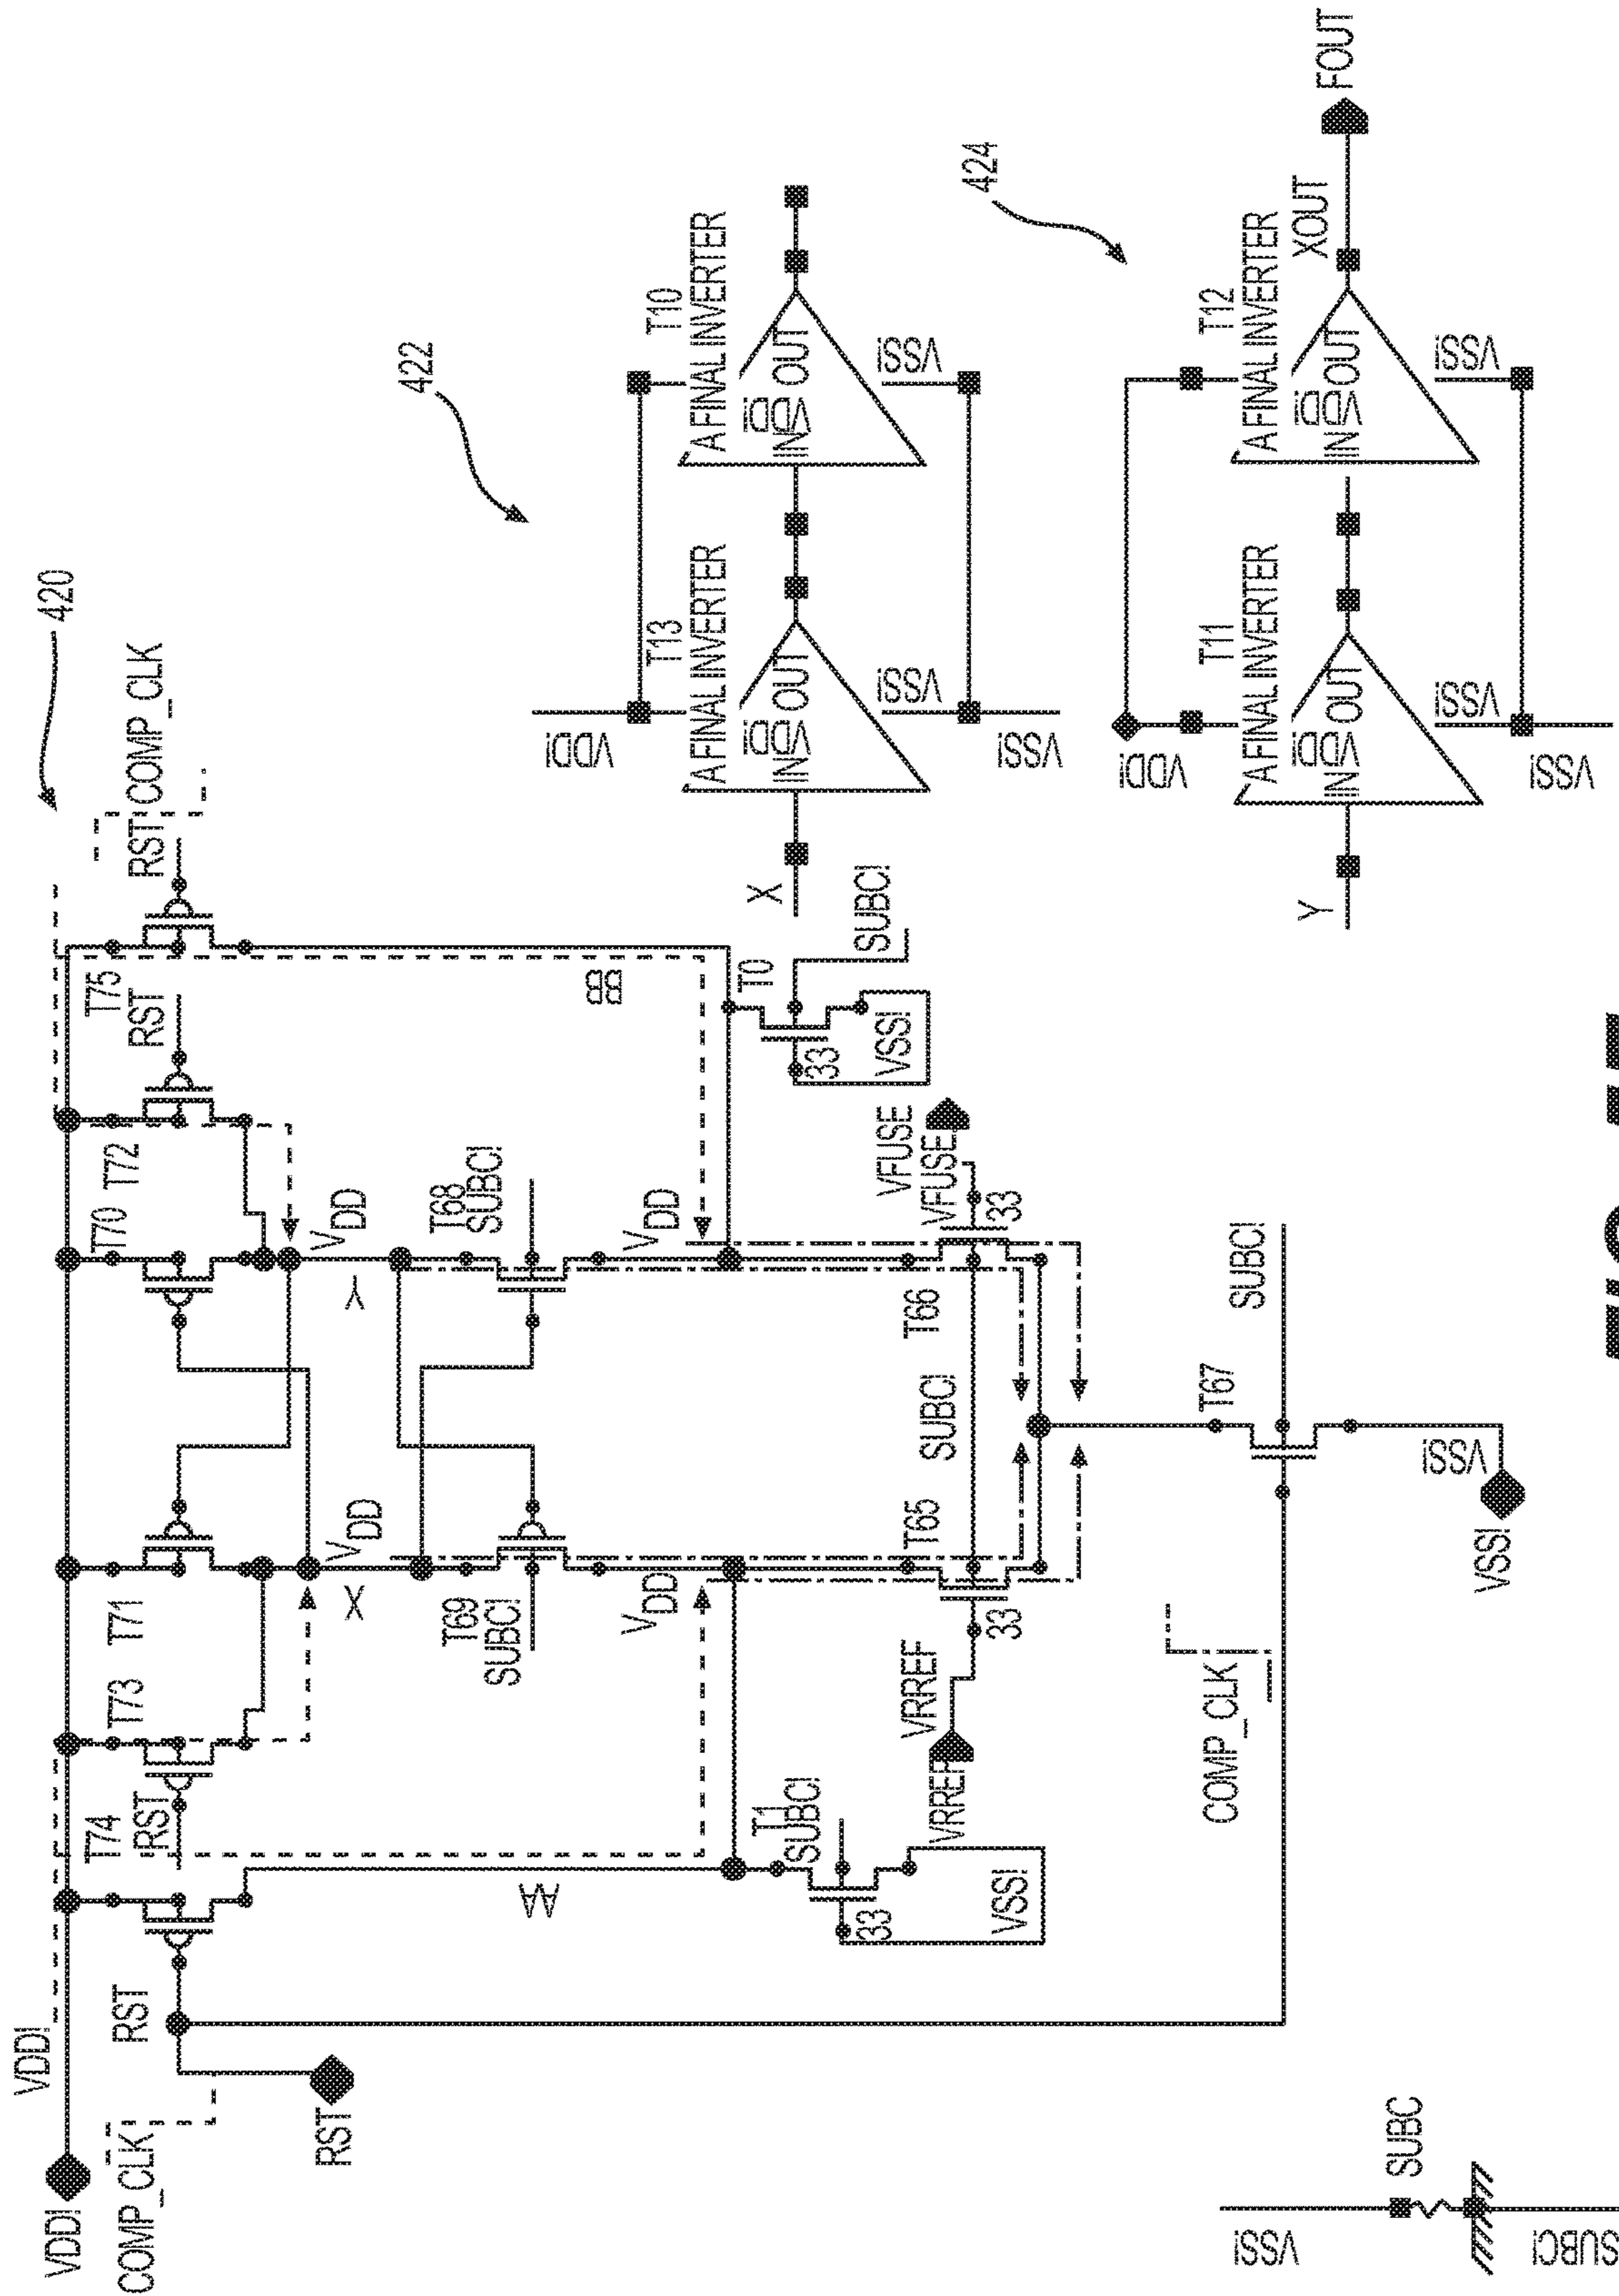 420
VDD!
VDD!
COMP_CLK
RST
RST
T74
RST
T73
T71
T70
T72
RST
T75
RST
COMP_CLK
AA
X
VDD
VDD
Y
BB
T69
SUBC!
T68
SUBC!
VDD
VDD
T1
SUBC!
33
VSS!
VRREF
VRREF
33
T65
SUBC!
T66
33
VFUSE
VFUSE
T0
33
VSS!
SUBC!
COMP_CLK
T67
SUBC!
VSS!
VSS!
SUBC
VSS!
SUBC!
422
VDD!
T13
A FINAL INVERTER
IN
VDD!
OUT
VSS!
VSS!
T10
A FINAL INVERTER
IN
VDD!
OUT
VSS!
X
424
VDD!
T11
A FINAL INVERTER
IN
VDD!
OUT
VSS!
VSS!
T12
A FINAL INVERTER
IN
VDD!
OUT
VSS!
Y
XOUT
FOUT